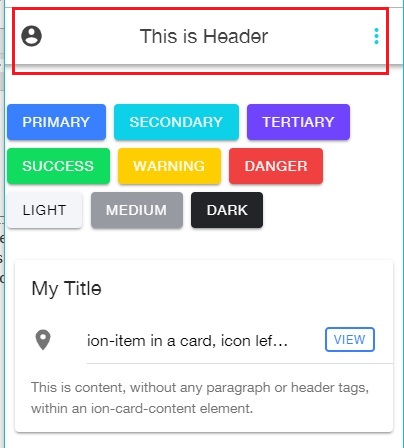 This is Header
PRIMARY SECONDARY TERTIARY
SUCCESS WARNING DANGER
LIGHT MEDIUM DARK
My Title
ion-item in a card, icon lef… VIEW
This is content, without any paragraph or header tags,
within an ion-card-content element.